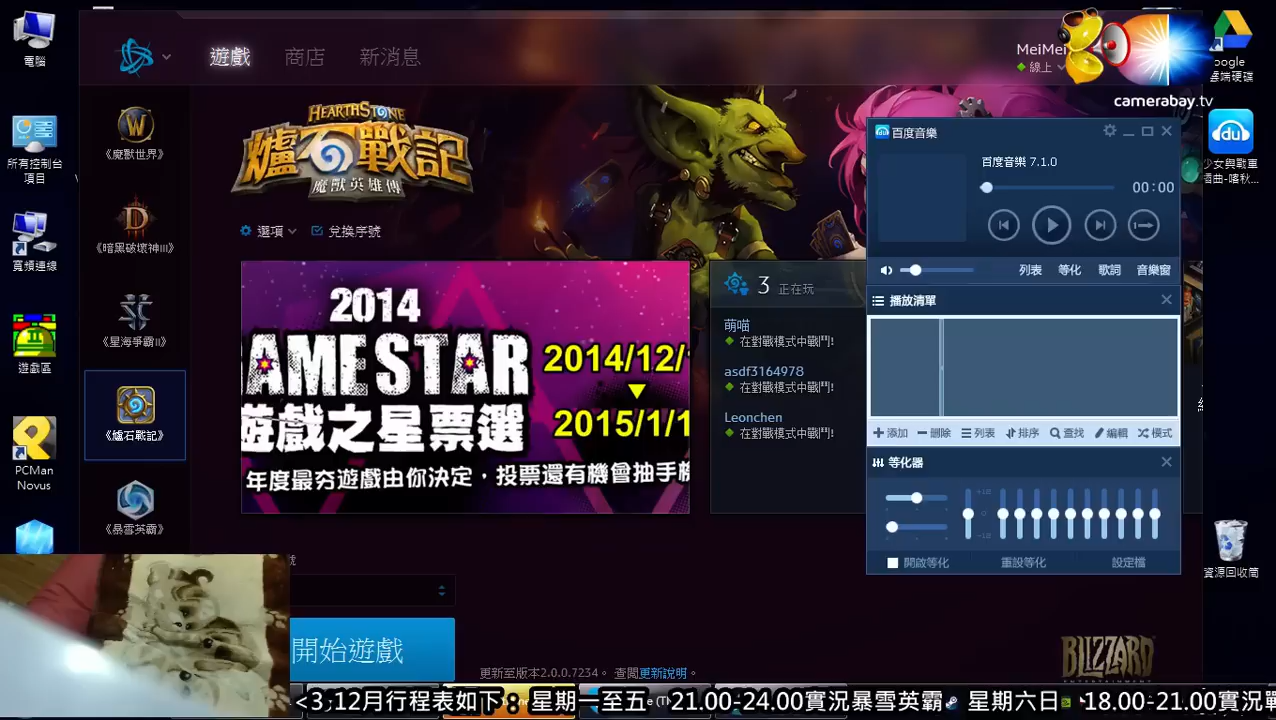 電腦
遊戲
商店
新消息
MeiMei
線上
camerabay.tv
所有控制台
項目
《魔獸世界》
HEARTHSTONE
爐石戰記
魔獸英雄傳
百度音樂
百度音樂 7.1.0
00:00
《暗黑破壞神III》
選項
兌換序號
寬頻連線
列表
等化
歌詞
音樂窗
2014
GAMESTAR
遊戲之星票選
2014/12/
2015/1/1
年度最夯遊戲由你決定，投票還有機會抽手機
3 正在玩
萌喵
在對戰模式中戰鬥!
asdf3164978
在對戰模式中戰鬥!
Leonchen
在對戰模式中戰鬥!
播放清單
《星海爭霸II》
遊戲區
添加
刪除
列表
排序
查找
編輯
模式
《爐石戰記》
PCMan
Novus
等化器
+12
0
-12
開啟等化
重設等化
設定檔
《暴雪英霸》
資源回收筒
號
開始遊戲
更新至版本2.0.0.7234。 查閱更新說明。
BLIZZARD
ENTERTAINMENT
<3 12月行程表如下 8 星期一至五 21.00-24.00實況暴雪英霸 星期六日 18.00-21.00實況戰